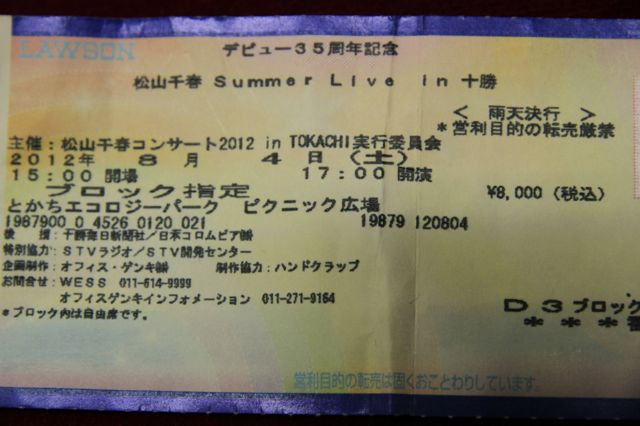 LAWSON
デビュー35周年記念
松山千春 Summer Live in 十勝
＜ 雨天決行 ＞
＊営利目的の転売厳禁
主催：松山千春コンサート2012 in TOKACHI実行委員会
2012年 8月 4日（土）
15:00 開場 17:00 開演
ブロック指定 ¥8,000（税込）
とかちエコロジーパーク ピクニック広場
1987900 0 4526 0120 021 19879 120804
後 援：十勝毎日新聞社／日本コロムビア㈱
特別協力：STVラジオ／STV開発センター
企画制作：オフィス・ゲンキ㈱ 制作協力：ハンドクラップ
お問合せ：WESS 011-614-9999
オフィスゲンキインフォメーション 011-271-9164
＊ブロック内は自由席です。
D3ブロック
＊＊＊番
営利目的の転売は固くおことわりしています。